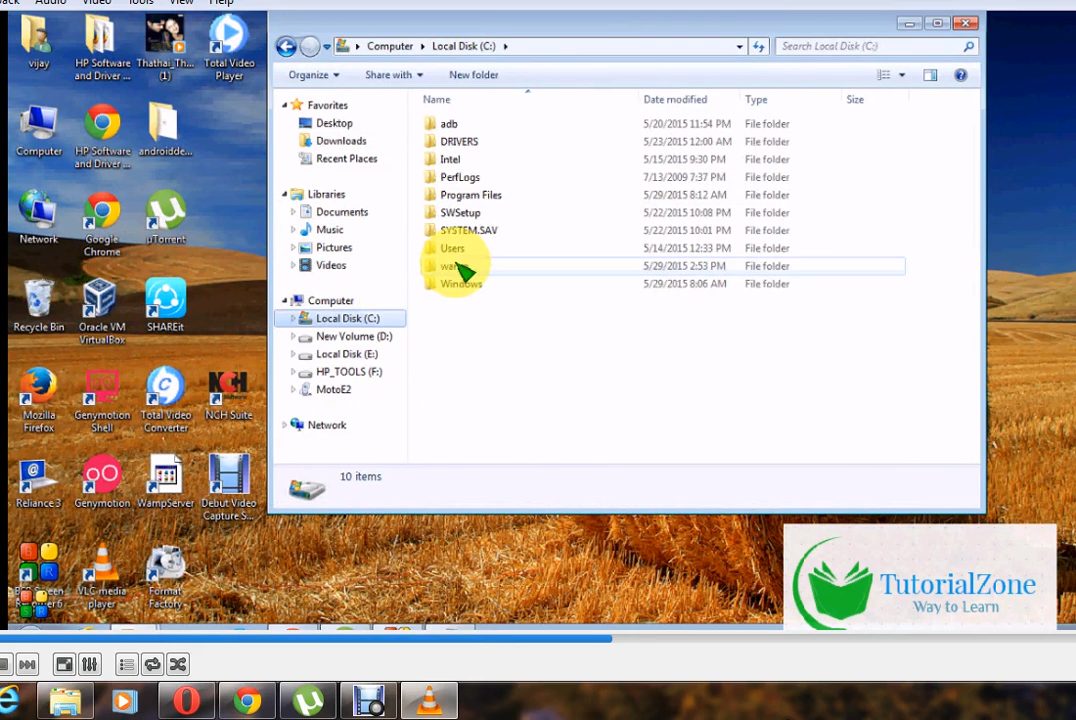 Audio Video Tools View Help
vijay
HP Software and Driver ...
Thathai_Th... (1)
Total Video Player
Computer
HP Software and Driver ...
androidde...
Network
Google Chrome
µTorrent
Recycle Bin
Oracle VM VirtualBox
SHAREit
Mozilla Firefox
Genymotion Shell
Total Video Converter
NCH Suite
Reliance 3
Genymotion
WampServer
Debut Video Capture S...
VLC media player
Format Factory
Computer Local Disk (C:)
Search Local Disk (C:)
Organize Share with New folder
Favorites
Desktop
Downloads
Recent Places
Libraries
Documents
Music
Pictures
Videos
Computer
Local Disk (C:)
New Volume (D:)
Local Disk (E:)
HP_TOOLS (F:)
MotoE2
Network
Name Date modified Type Size
adb 5/20/2015 11:54 PM File folder
DRIVERS 5/23/2015 12:00 AM File folder
Intel 5/15/2015 9:30 PM File folder
PerfLogs 7/13/2009 7:37 PM File folder
Program Files 5/29/2015 8:12 AM File folder
SWSetup 5/22/2015 10:08 PM File folder
SYSTEM.SAV 5/22/2015 10:01 PM File folder
Users 5/14/2015 12:33 PM File folder
5/29/2015 2:53 PM File folder
Windows 5/29/2015 8:06 AM File folder
10 items
TutorialZone
Way to Learn